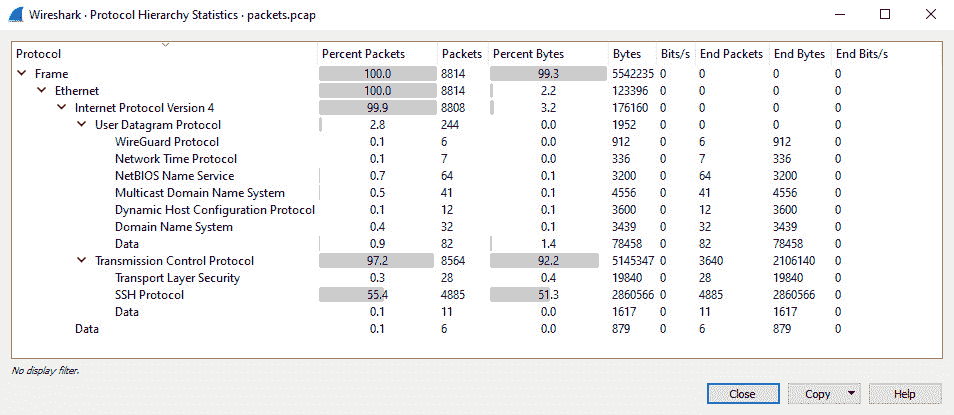 Wireshark · Protocol Hierarchy Statistics · packets.pcap
Protocol Percent Packets Packets Percent Bytes Bytes Bits/s End Packets End Bytes End Bits/s
Frame 100.0 8814 99.3 5542235 0 0 0 0
Ethernet 100.0 8814 2.2 123396 0 0 0 0
Internet Protocol Version 4 99.9 8808 3.2 176160 0 0 0 0
User Datagram Protocol 2.8 244 0.0 1952 0 0 0 0
WireGuard Protocol 0.1 6 0.0 912 0 6 912 0
Network Time Protocol 0.1 7 0.0 336 0 7 336 0
NetBIOS Name Service 0.7 64 0.1 3200 0 64 3200 0
Multicast Domain Name System 0.5 41 0.1 4556 0 41 4556 0
Dynamic Host Configuration Protocol 0.1 12 0.1 3600 0 12 3600 0
Domain Name System 0.4 32 0.1 3439 0 32 3439 0
Data 0.9 82 1.4 78458 0 82 78458 0
Transmission Control Protocol 97.2 8564 92.2 5145347 0 3640 2106140 0
Transport Layer Security 0.3 28 0.4 19840 0 28 19840 0
SSH Protocol 55.4 4885 51.3 2860566 0 4885 2860566 0
Data 0.1 11 0.0 1617 0 11 1617 0
Data 0.1 6 0.0 879 0 6 879 0
No display filter.
Close Copy Help